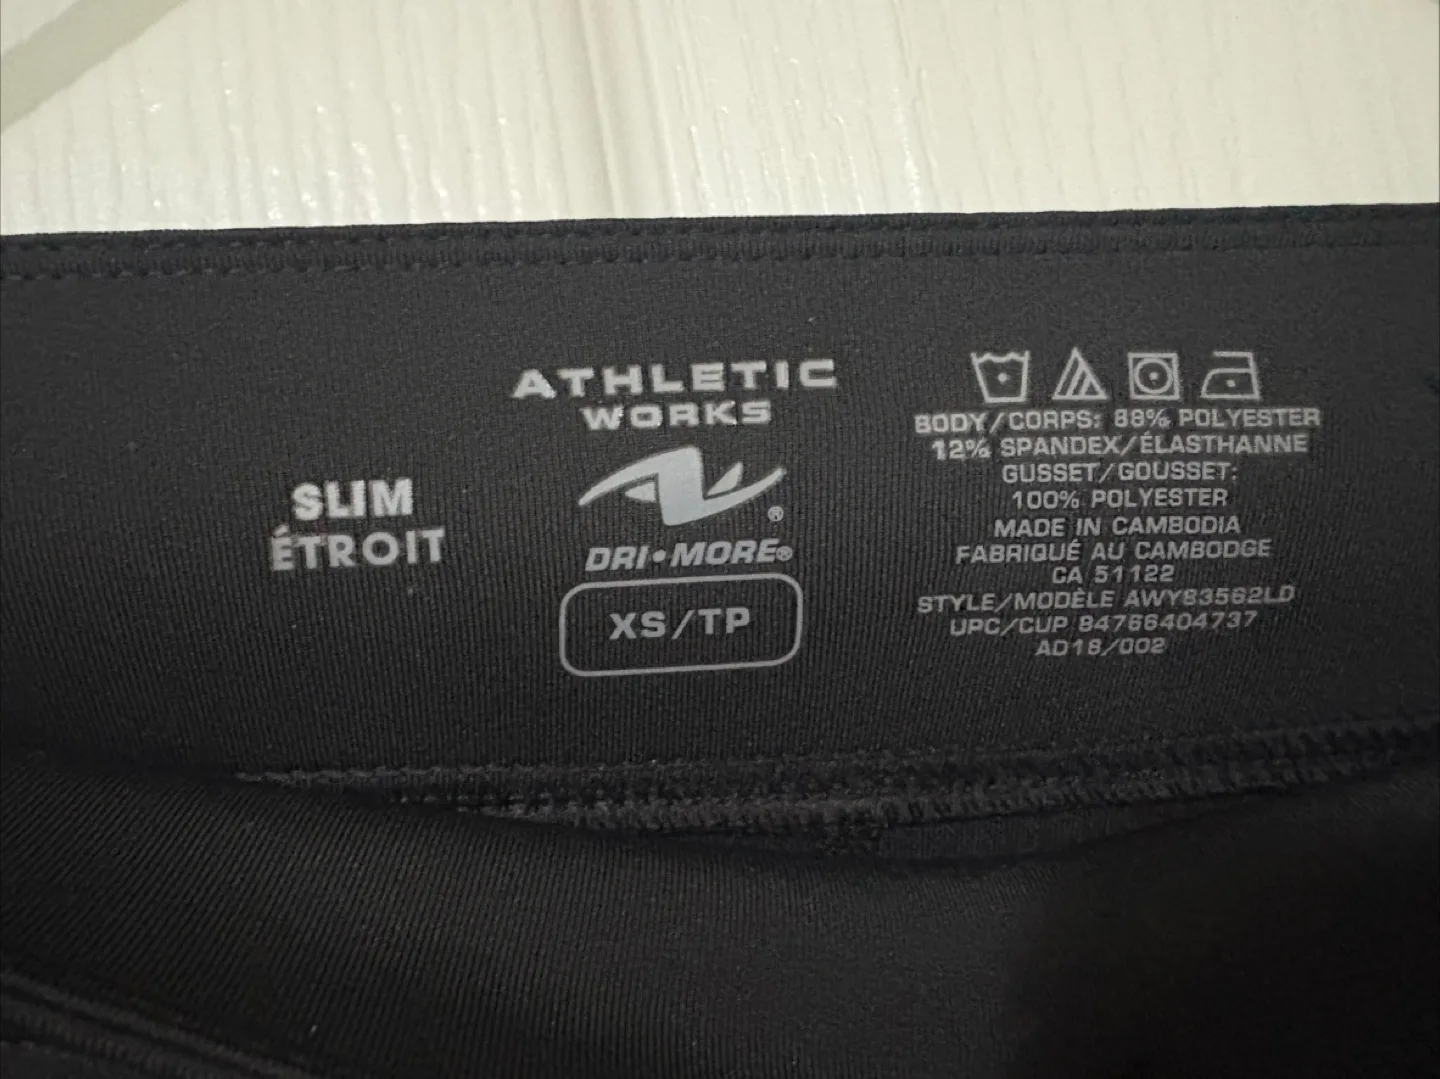 SLIM
ÉTROIT
ATHLETIC
WORKS
®
DRI•MORE®
XS/TP
BODY/CORPS: 88% POLYESTER
12% SPANDEX/ÉLASTHANNE
GUSSET/GOUSSET:
100% POLYESTER
MADE IN CAMBODIA
FABRIQUÉ AU CAMBODGE
CA 51122
STYLE/MODÈLE AWY83562LD
UPC/CUP 84766404737
AD18/002